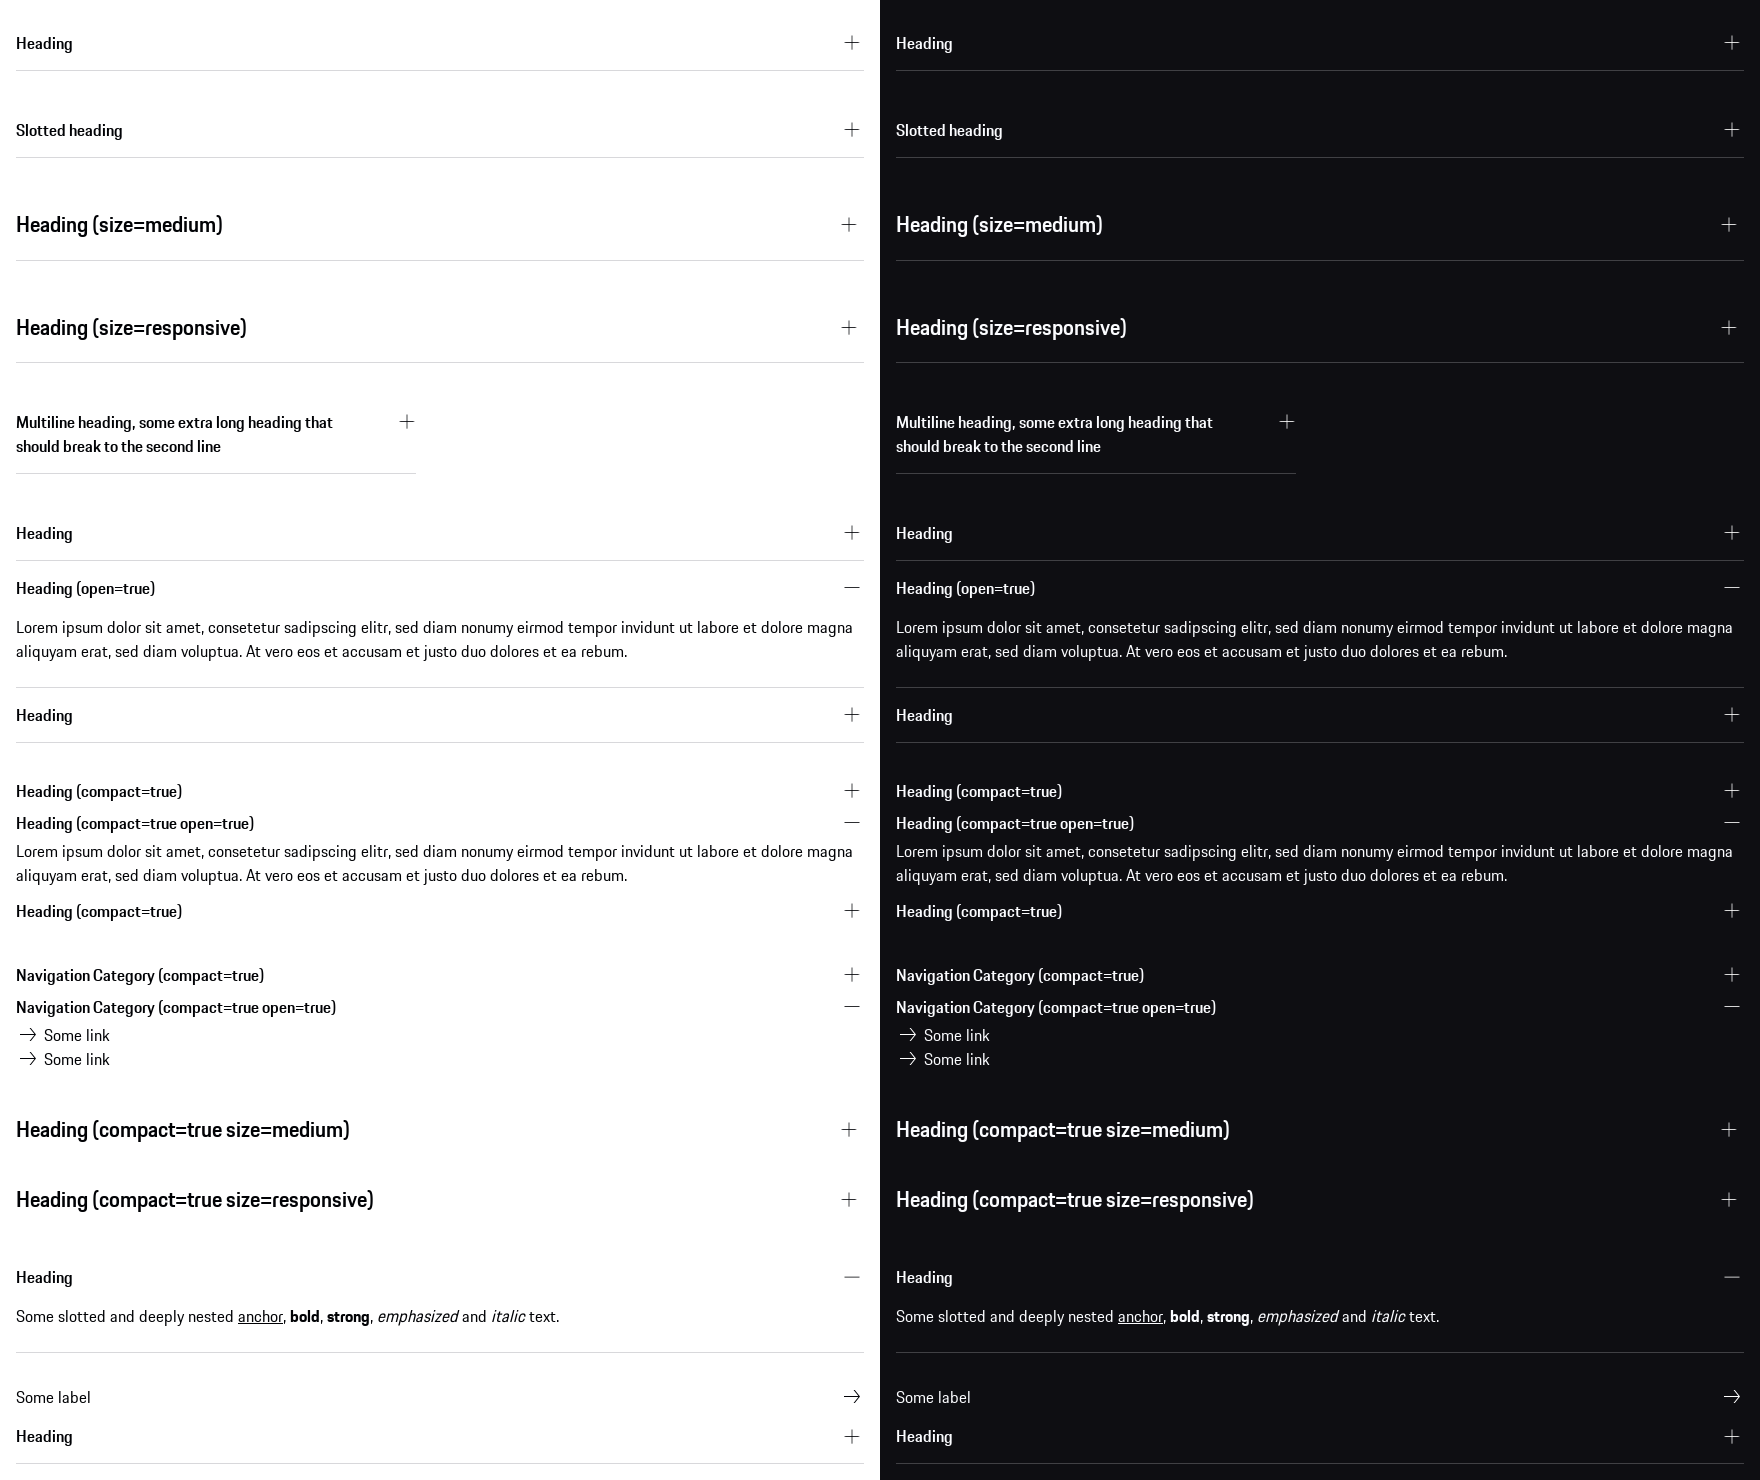 Heading
Slotted heading
Heading (size=medium)
Heading (size=responsive)
Multiline heading, some extra long heading that
should break to the second line
Heading
Heading (open=true)
Lorem ipsum dolor sit amet, consetetur sadipscing elitr, sed diam nonumy eirmod tempor invidunt ut labore et dolore magna
aliquyam erat, sed diam voluptua. At vero eos et accusam et justo duo dolores et ea rebum.
Heading
Heading (compact=true)
Heading (compact=true open=true)
Lorem ipsum dolor sit amet, consetetur sadipscing elitr, sed diam nonumy eirmod tempor invidunt ut labore et dolore magna
aliquyam erat, sed diam voluptua. At vero eos et accusam et justo duo dolores et ea rebum.
Heading (compact=true)
Navigation Category (compact=true)
Navigation Category (compact=true open=true)
Some link
Some link
Heading (compact=true size=medium)
Heading (compact=true size=responsive)
Heading
Some slotted and deeply nested anchor, bold, strong, emphasized and italic text.
Some label
Heading
Heading
Slotted heading
Heading (size=medium)
Heading (size=responsive)
Multiline heading, some extra long heading that
should break to the second line
Heading
Heading (open=true)
Lorem ipsum dolor sit amet, consetetur sadipscing elitr, sed diam nonumy eirmod tempor invidunt ut labore et dolore magna
aliquyam erat, sed diam voluptua. At vero eos et accusam et justo duo dolores et ea rebum.
Heading
Heading (compact=true)
Heading (compact=true open=true)
Lorem ipsum dolor sit amet, consetetur sadipscing elitr, sed diam nonumy eirmod tempor invidunt ut labore et dolore magna
aliquyam erat, sed diam voluptua. At vero eos et accusam et justo duo dolores et ea rebum.
Heading (compact=true)
Navigation Category (compact=true)
Navigation Category (compact=true open=true)
Some link
Some link
Heading (compact=true size=medium)
Heading (compact=true size=responsive)
Heading
Some slotted and deeply nested anchor, bold, strong, emphasized and italic text.
Some label
Heading